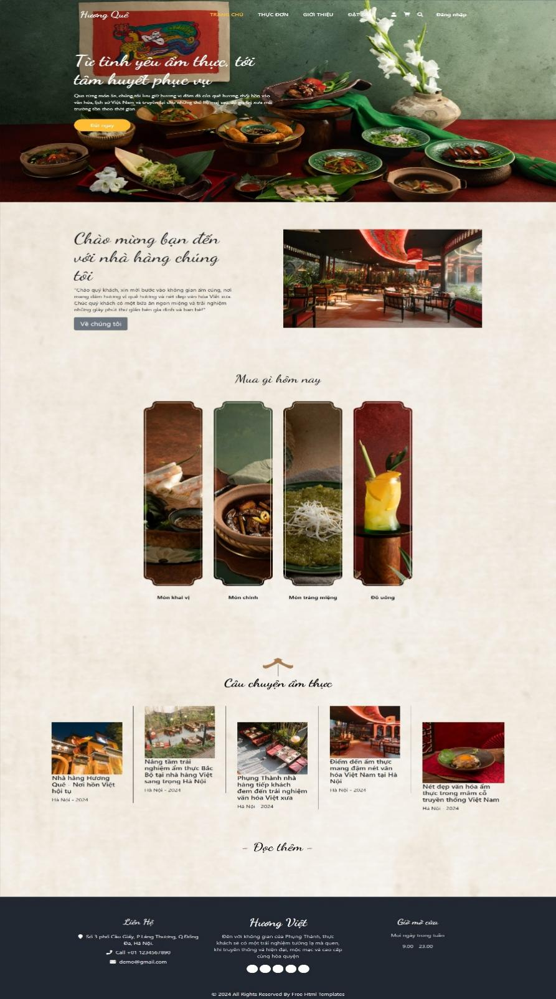 Hương Quê
TRANG CHỦ THỰC ĐƠN GIỚI THIỆU ĐẶT Đăng nhập
Từ tình yêu ẩm thực, tới
tâm huyết phục vụ
Qua từng món ăn, chúng tôi lưu giữ hương vị đậm đà của quê hương, thổi hồn vào
văn hóa, lịch sử Việt Nam và truyền lại cho những thế hệ mai sau, để giá trị xưa mãi
trường tồn theo thời gian
Đặt ngay
Chào mừng bạn đến
với nhà hàng chúng
tôi
"Chào quý khách, xin mời bước vào không gian ấm cúng, nơi
mang đậm hương vị quê hương và nét đẹp văn hóa Việt xưa.
Chúc quý khách có một bữa ăn ngon miệng và trải nghiệm
những giây phút thư giãn bên gia đình và bạn bè!"
Về chúng tôi
Mua gì hôm nay
Món khai vị Món chính Món tráng miệng Đồ uống
Câu chuyện ẩm thực
Nhà hàng Hương
Quê - Nơi hồn Việt
hội tụ
Hà Nội - 2024
Nâng tầm trải
nghiệm ẩm thực Bắc
Bộ tại nhà hàng Việt
sang trọng Hà Nội
Hà Nội - 2024
Phụng Thành nhà
hàng tiếp khách
đem đến trải nghiệm
văn hóa Việt xưa
Hà Nội - 2024
Điểm đến ẩm thực
mang đậm nét văn
hóa Việt Nam tại Hà
Nội
Hà Nội - 2024
Nét đẹp văn hóa ẩm
thực trong mâm cỗ
truyền thống Việt Nam
Hà Nội - 2024
- Đọc thêm -
Liên Hệ
Số 3 phố Cầu Giấy, P Láng Thượng, Q Đống
Đa, Hà Nội.
Call +01 1234567890
demo@gmail.com
Hương Việt
Đến với không gian của Phụng Thành, thực
khách sẽ có một trải nghiệm tưởng lạ mà quen,
khi truyền thống và hiện đại, mộc mạc và cao cấp
cùng hòa quyện
Giờ mở cửa
Mọi ngày trong tuần
9.00 - 23.00
© 2024 All Rights Reserved By Free Html Templates